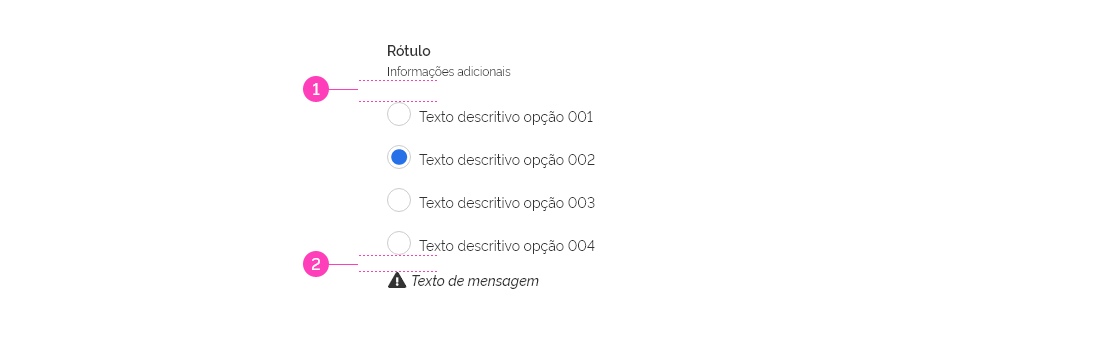 Rótulo
Informações adicionais
1
Texto descritivo opção 001
Texto descritivo opção 002
Texto descritivo opção 003
Texto descritivo opção 004
2
Texto de mensagem